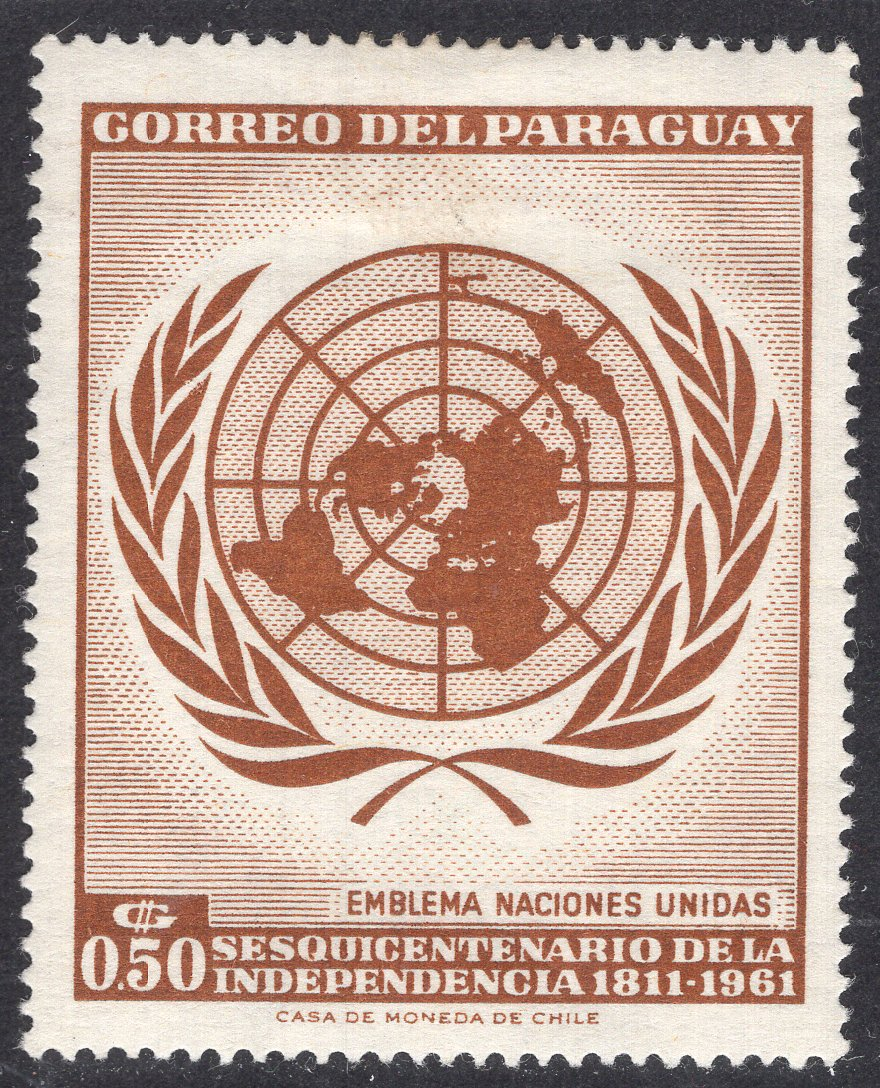 CORREO DEL PARAGUAY
EMBLEMA NACIONES UNIDAS
₲
0.50
SESQUICENTENARIO DE LA
INDEPENDENCIA 1811-1961
CASA DE MONEDA DE CHILE